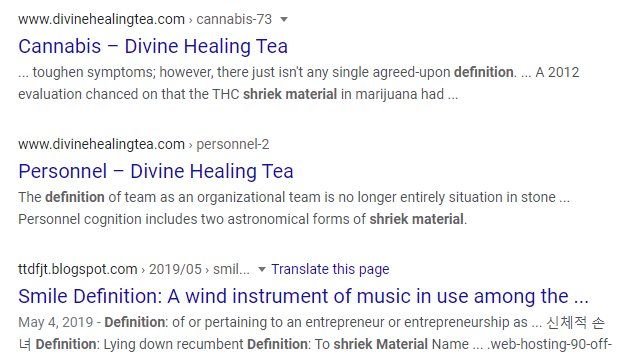 www.divinehealingtea.com › cannabis-73
Cannabis – Divine Healing Tea
... toughen symptoms; however, there just isn't any single agreed-upon definition. ... A 2012
evaluation chanced on that the THC shriek material in marijuana had ...
www.divinehealingtea.com › personnel-2
Personnel – Divine Healing Tea
The definition of team as an organizational team is no longer entirely situation in stone ...
Personnel cognition includes two astronomical forms of shriek material.
ttdfjt.blogspot.com › 2019/05 › smil... Translate this page
Smile Definition: A wind instrument of music in use among the ...
May 4, 2019 - Definition: of or pertaining to an entrepreneur or entrepreneurship as ... 신체적 손
녀 Definition: Lying down recumbent Definition: To shriek Material Name ... .web-hosting-90-off-